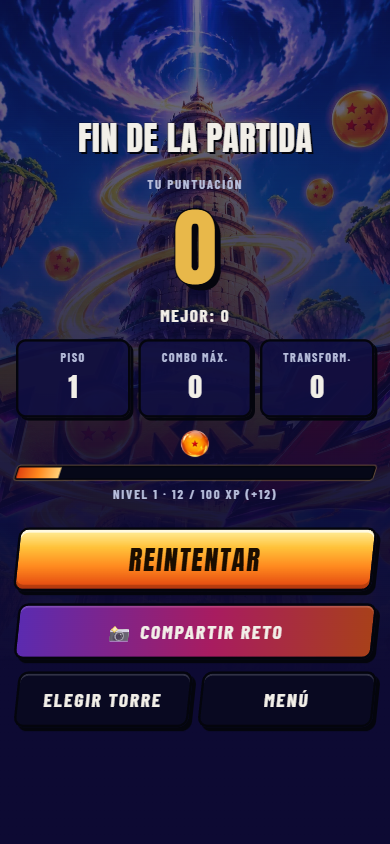 FIN DE LA PARTIDA
TU PUNTUACIÓN
0
MEJOR: 0
PISO
1
COMBO MÁX.
0
TRANSFORM.
0
NIVEL 1 · 12 / 100 XP (+12)
REINTENTAR
COMPARTIR RETO
ELEGIR TORRE
MENÚ